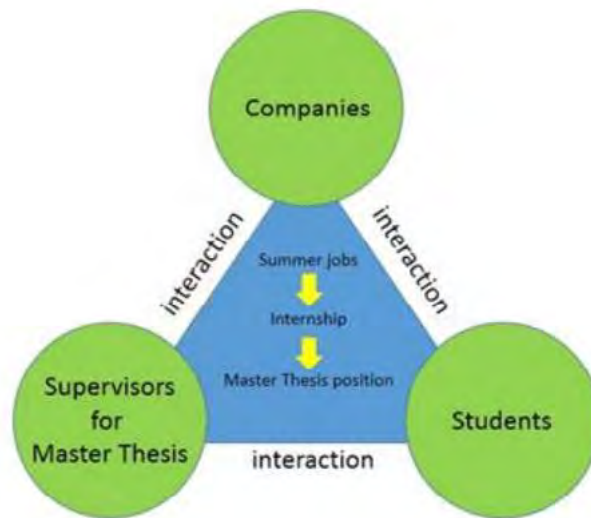 Companies
interaction
interaction
Summer jobs
Internship
Master Thesis position
Supervisors
for
Master Thesis
Students
interaction